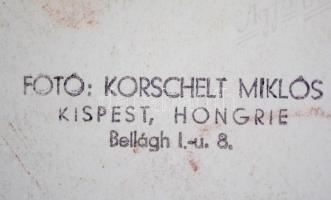 FOTÓ: KORSCHELT MIKLÓS
KISPEST, HONGRIE
Bellágh I.-u. 8.